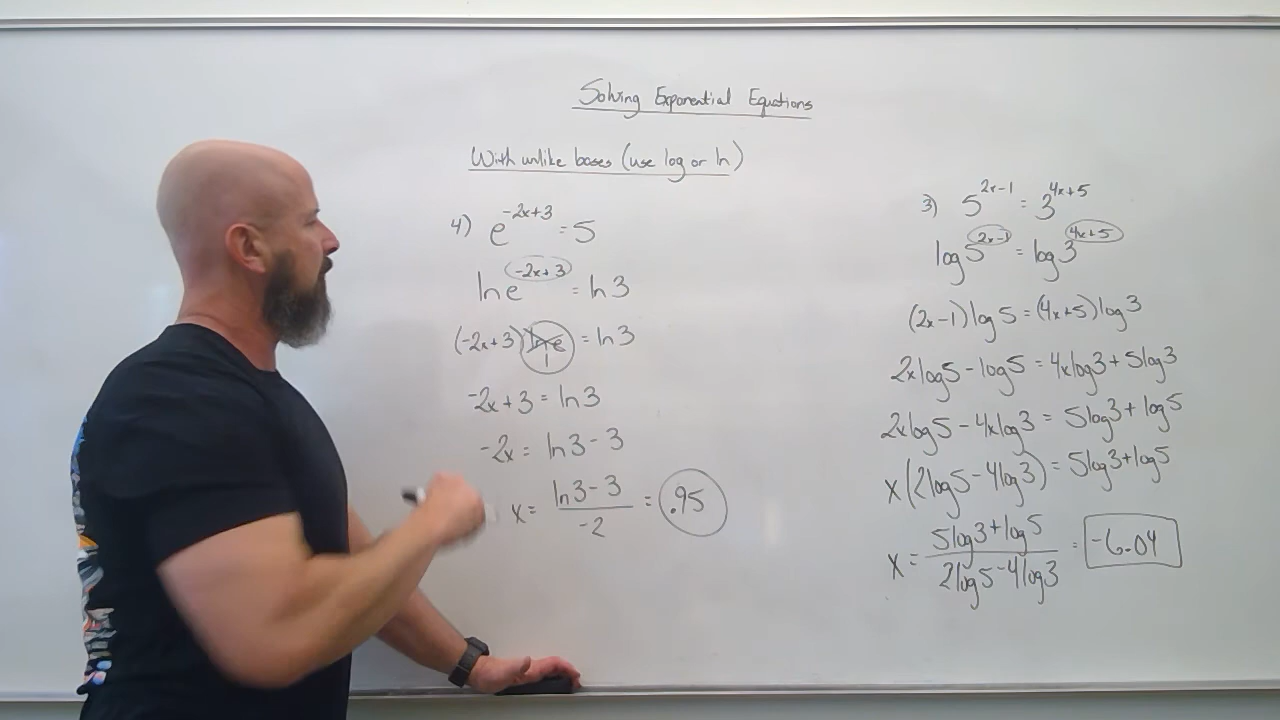 Solving Exponential Equations
With unlike bases (use log or ln)
4) e^{-2x+3} = 5
ln e^{-2x+3} = ln 3
(-2x+3) ln e = ln 3
1
-2x+3 = ln 3
-2x = ln 3 - 3
x = \frac{ln 3 - 3}{-2} = .95
3) 5^{2x-1} = 3^{4x+5}
log 5^{2x-1} = log 3^{4x+5}
(2x-1) log 5 = (4x+5) log 3
2x log 5 - log 5 = 4x log 3 + 5 log 3
2x log 5 - 4x log 3 = 5 log 3 + log 5
x (2 log 5 - 4 log 3) = 5 log 3 + log 5
x = \frac{5 log 3 + log 5}{2 log 5 - 4 log 3} = -6.04